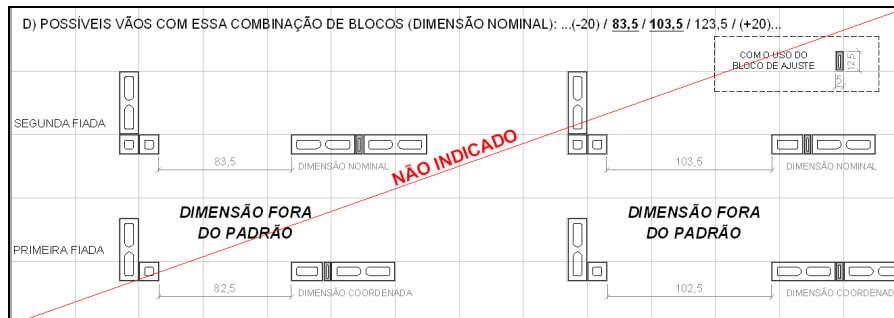 D) POSSÍVEIS VÃOS COM ESSA COMBINAÇÃO DE BLOCOS (DIMENSÃO NOMINAL): ...(-20) / 83,5 / 103,5 / 123,5 / (+20)...
COM O USO DO
BLOCO DE AJUSTE
12,5
SEGUNDA FIADA
83,5
DIMENSÃO NOMINAL
103,5
DIMENSÃO NOMINAL
NÃO INDICADO
DIMENSÃO FORA
DO PADRÃO
DIMENSÃO FORA
DO PADRÃO
PRIMEIRA FIADA
82,5
DIMENSÃO COORDENADA
102,5
DIMENSÃO COORDENAD